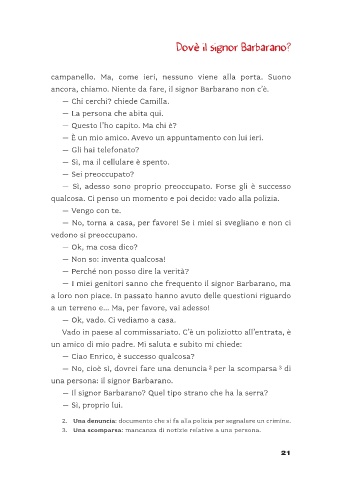 Dov'è il signor Barbarano?
campanello. Ma, come ieri, nessuno viene alla porta. Suono
ancora, chiamo. Niente da fare, il signor Barbarano non c'è.
— Chi cerchi? chiede Camilla.
— La persona che abita qui.
— Questo l'ho capito. Ma chi è?
— È un mio amico. Avevo un appuntamento con lui ieri.
— Gli hai telefonato?
— Sì, ma il cellulare è spento.
— Sei preoccupato?
— Sì, adesso sono proprio preoccupato. Forse gli è successo
qualcosa. Ci penso un momento e poi decido: vado alla polizia.
— Vengo con te.
— No, torna a casa, per favore! Se i miei si svegliano e non ci
vedono si preoccupano.
— Ok, ma cosa dico?
— Non so: inventa qualcosa!
— Perché non posso dire la verità?
— I miei genitori sanno che frequento il signor Barbarano, ma
a loro non piace. In passato hanno avuto delle questioni riguardo
a un terreno e... Ma, per favore, vai adesso!
— Ok, vado. Ci vediamo a casa.
Vado in paese al commissariato. C'è un poliziotto all'entrata, è
un amico di mio padre. Mi saluta e subito mi chiede:
— Ciao Enrico, è successo qualcosa?
— No, cioè sì, dovrei fare una denuncia 2 per la scomparsa 3 di
una persona: il signor Barbarano.
— Il signor Barbarano? Quel tipo strano che ha la serra?
— Sì, proprio lui.
2. Una denuncia: documento che si fa alla polizia per segnalare un crimine.
3. Una scomparsa: mancanza di notizie relative a una persona.
21